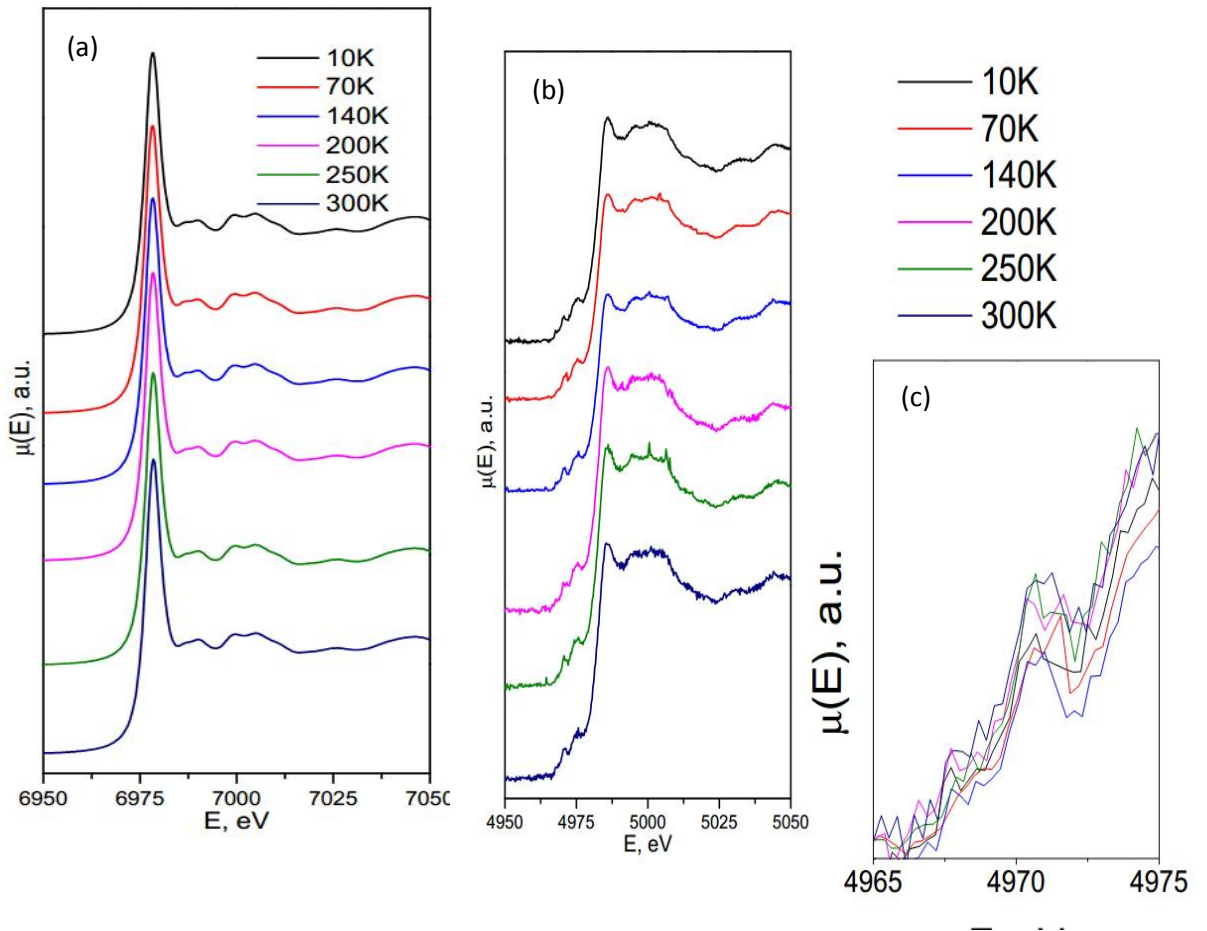 (a)
10K
70K
140K
200K
250K
300K
μ(E), a.u.
6950 6975 7000 7025 7050
E, eV
(b)
μ(E), a.u.
4950 4975 5000 5025 5050
E, eV
10K
70K
140K
200K
250K
300K
(c)
μ(E), a.u.
4965 4970 4975